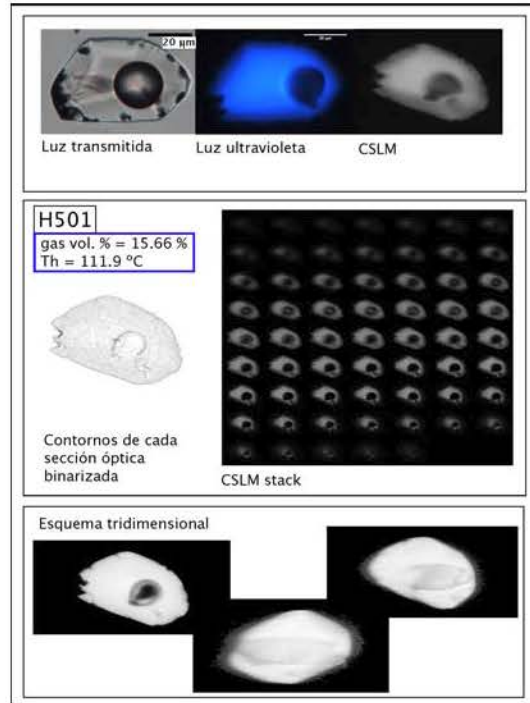 20 µm
Luz transmitida
Luz ultravioleta
CSLM
H501
gas vol. % = 15.66 %
Th = 111.9 ºC
Contornos de cada
sección óptica
binarizada
CSLM stack
Esquema tridimensional